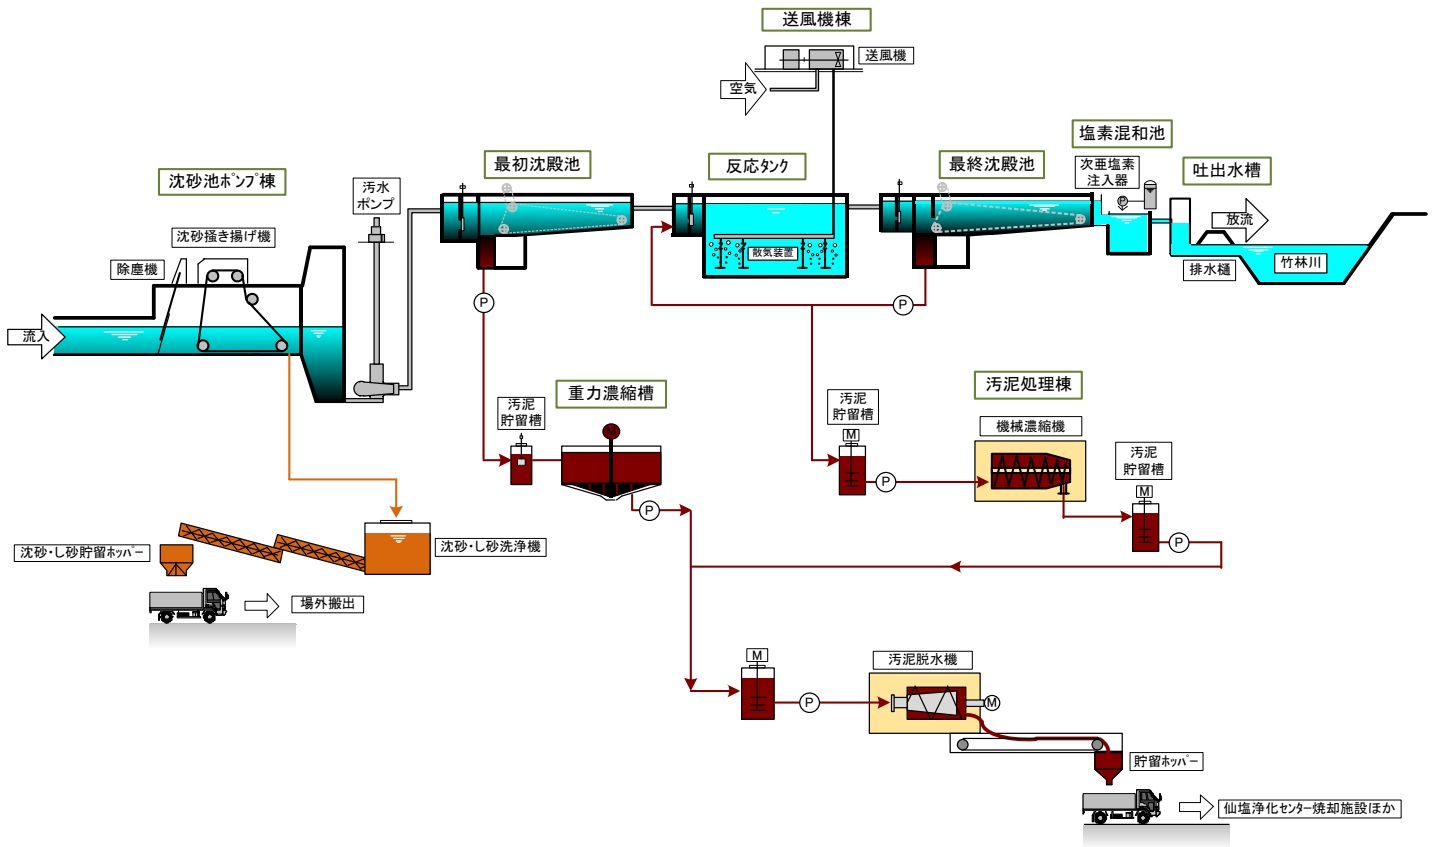 送風機棟
送風機
空気
塩素混和池
最初沈殿池
反応タンク
最終沈殿池
次亜塩素
注入器
吐出水槽
沈砂池ポンプ棟
汚水
ポンプ
P
放流
沈砂掻き揚げ機
除塵機
散気装置
排水樋
竹林川
流入
P
P
重力濃縮槽
汚泥処理棟
汚泥
貯留槽
汚泥
貯留槽
機械濃縮機
M
M
汚泥
貯留槽
P
M
P
沈砂・し砂貯留ホッパー
沈砂・し砂洗浄機
P
場外搬出
M
汚泥脱水機
P
M
貯留ホッパー
仙塩浄化センター焼却施設ほか